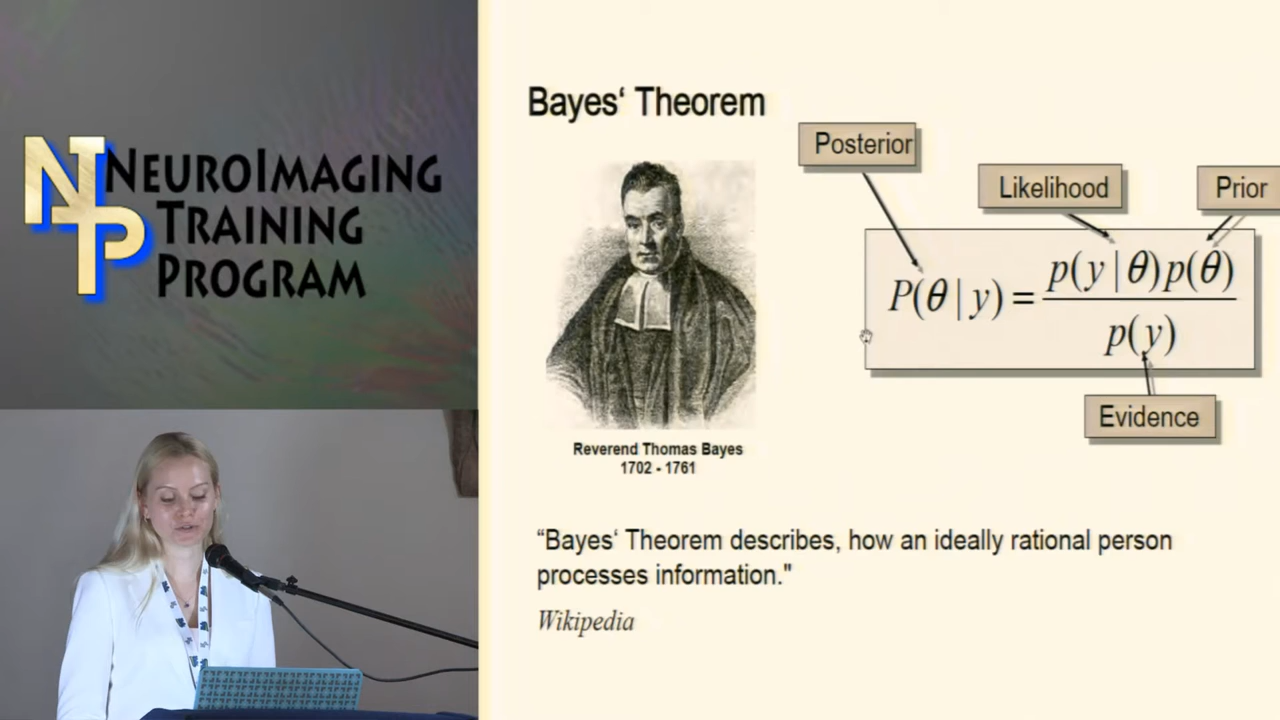 NEUROIMAGING
TRAINING
PROGRAM
NTP
Bayes‘ Theorem
Posterior
Likelihood
Prior
P(θ | y) = p(y | θ) p(θ) / p(y)
Evidence
Reverend Thomas Bayes
1702 - 1761
“Bayes‘ Theorem describes, how an ideally rational person
processes information."
Wikipedia